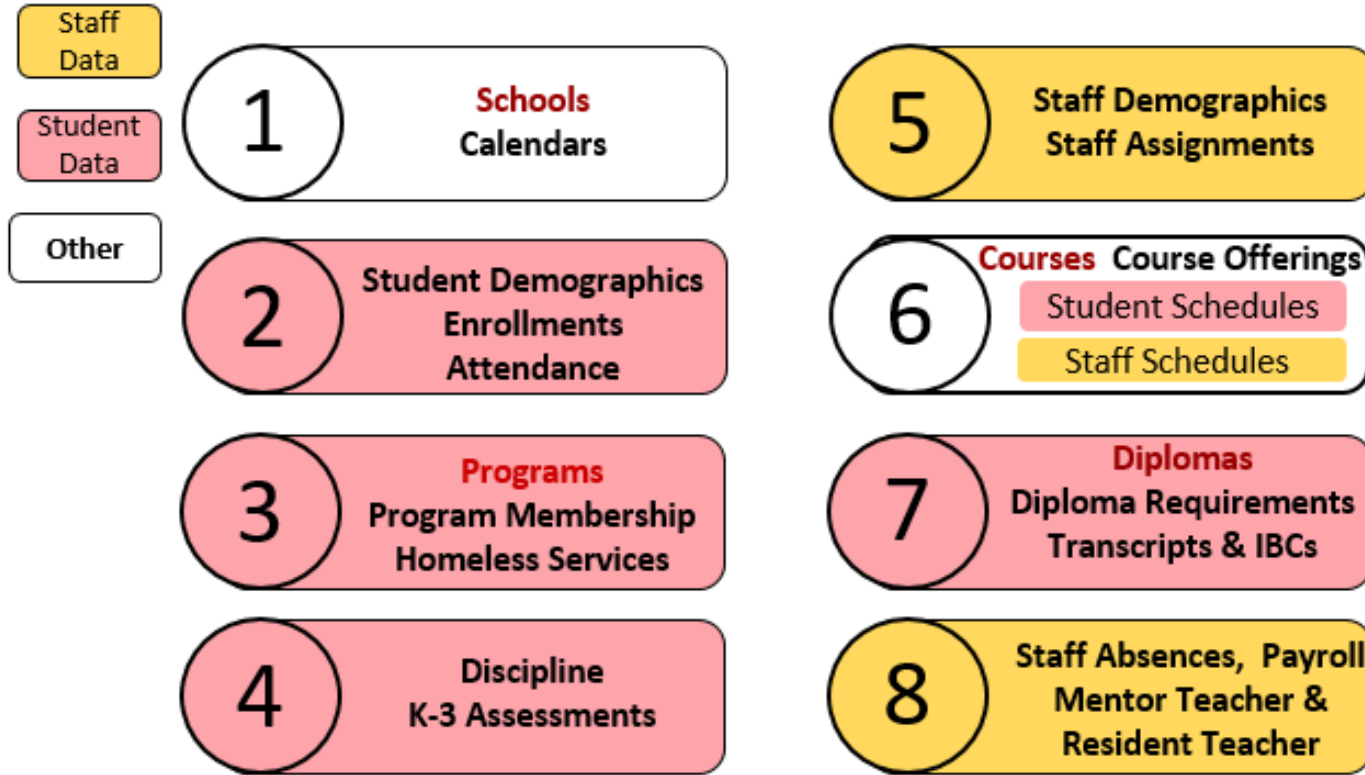 Staff
Data
Student
Data
Other
1
Schools
Calendars
2
Student Demographics
Enrollments
Attendance
3
Programs
Program Membership
Homeless Services
4
Discipline
K-3 Assessments
5
Staff Demographics
Staff Assignments
6
Courses Course Offerings
Student Schedules
Staff Schedules
7
Diplomas
Diploma Requirements
Transcripts & IBCs
8
Staff Absences, Payroll
Mentor Teacher &
Resident Teacher